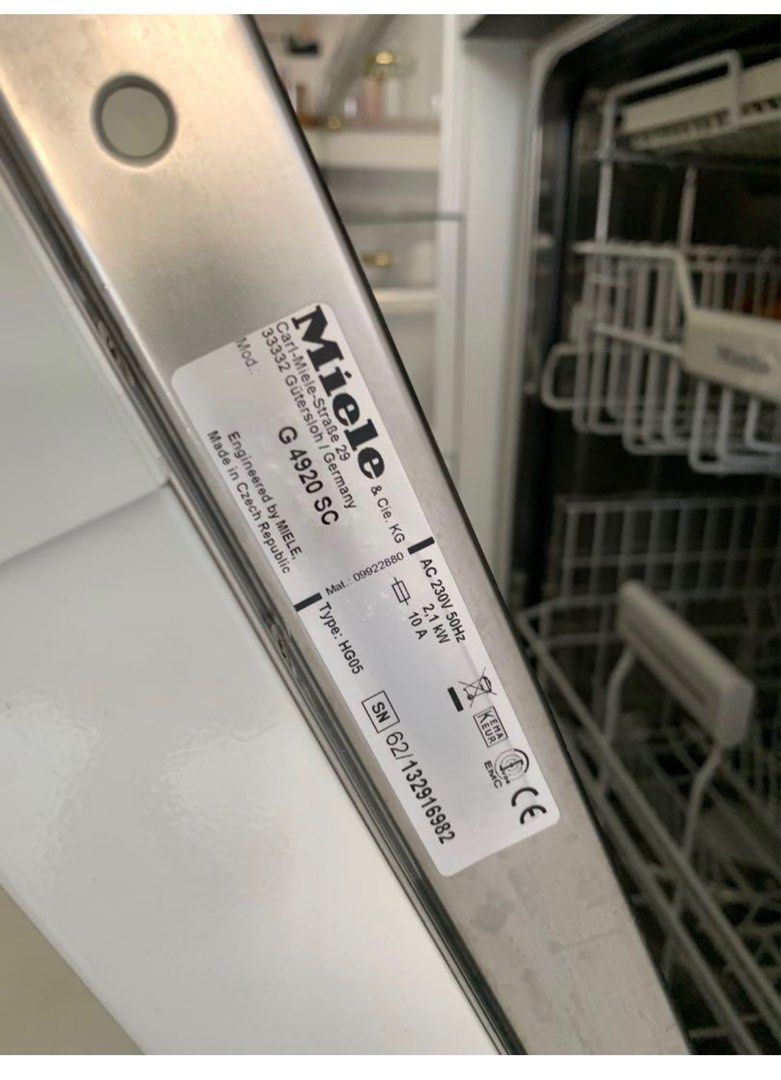 Miele & Cie. KG
Carl-Miele-Straße 29
33332 Gütersloh / Germany
Mod.:
G 4920 SC
Engineered by MIELE,
Made in Czech Republic
Mat.: 09922880
AC 230V 50Hz
2,1 kW
10 A
Type: HG05
SN 62/132916982
KEMA
KEUR
EMC
CE